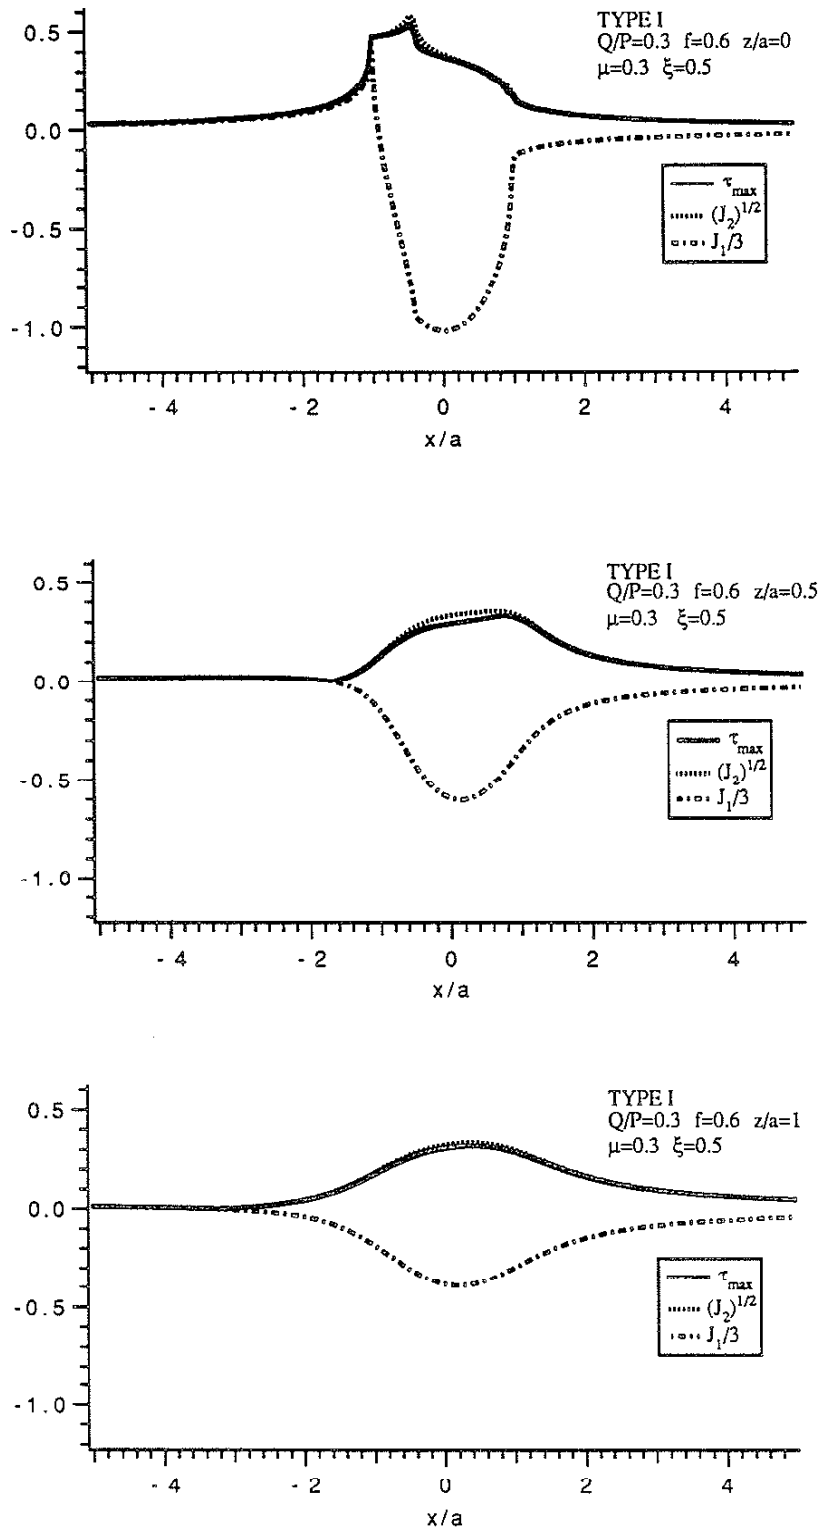 TYPE I
Q/P=0.3 f=0.6 z/a=0
μ=0.3 ξ=0.5
0.5
0.0
-0.5
-1.0
τmax
(J2)1/2
J1/3
-4 -2 0 2 4
x/a
TYPE I
Q/P=0.3 f=0.6 z/a=0.5
μ=0.3 ξ=0.5
0.5
0.0
-0.5
-1.0
τmax
(J2)1/2
J1/3
-4 -2 0 2 4
x/a
TYPE I
Q/P=0.3 f=0.6 z/a=1
μ=0.3 ξ=0.5
0.5
0.0
-0.5
-1.0
τmax
(J2)1/2
J1/3
-4 -2 0 2 4
x/a